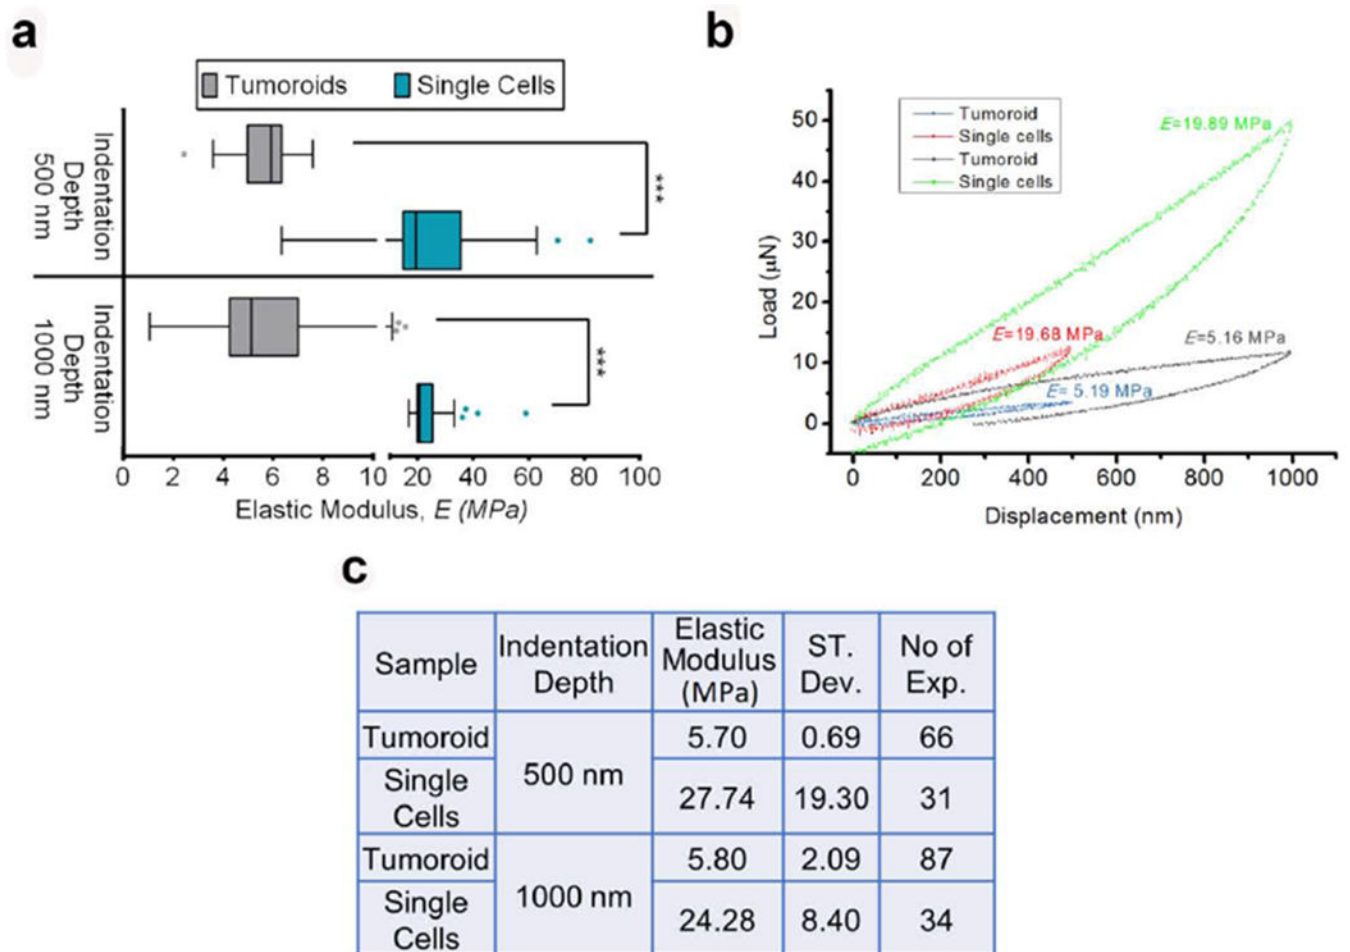 a
Tumoroids
Single Cells
Indentation
Depth
500 nm
***
Indentation
Depth
1000 nm
***
0 2 4 6 8 10 20 40 60 80 100
Elastic Modulus, E (MPa)
b
Tumoroid
Single cells
Tumoroid
Single cells
E=19.89 MPa
E=19.68 MPa
E=5.16 MPa
E= 5.19 MPa
50
40
30
20
10
0
Load (μN)
0 200 400 600 800 1000
Displacement (nm)
c
Sample Indentation Depth Elastic Modulus (MPa) ST. Dev. No of Exp.
Tumoroid 500 nm 5.70 0.69 66
Single Cells 27.74 19.30 31
Tumoroid 1000 nm 5.80 2.09 87
Single Cells 24.28 8.40 34